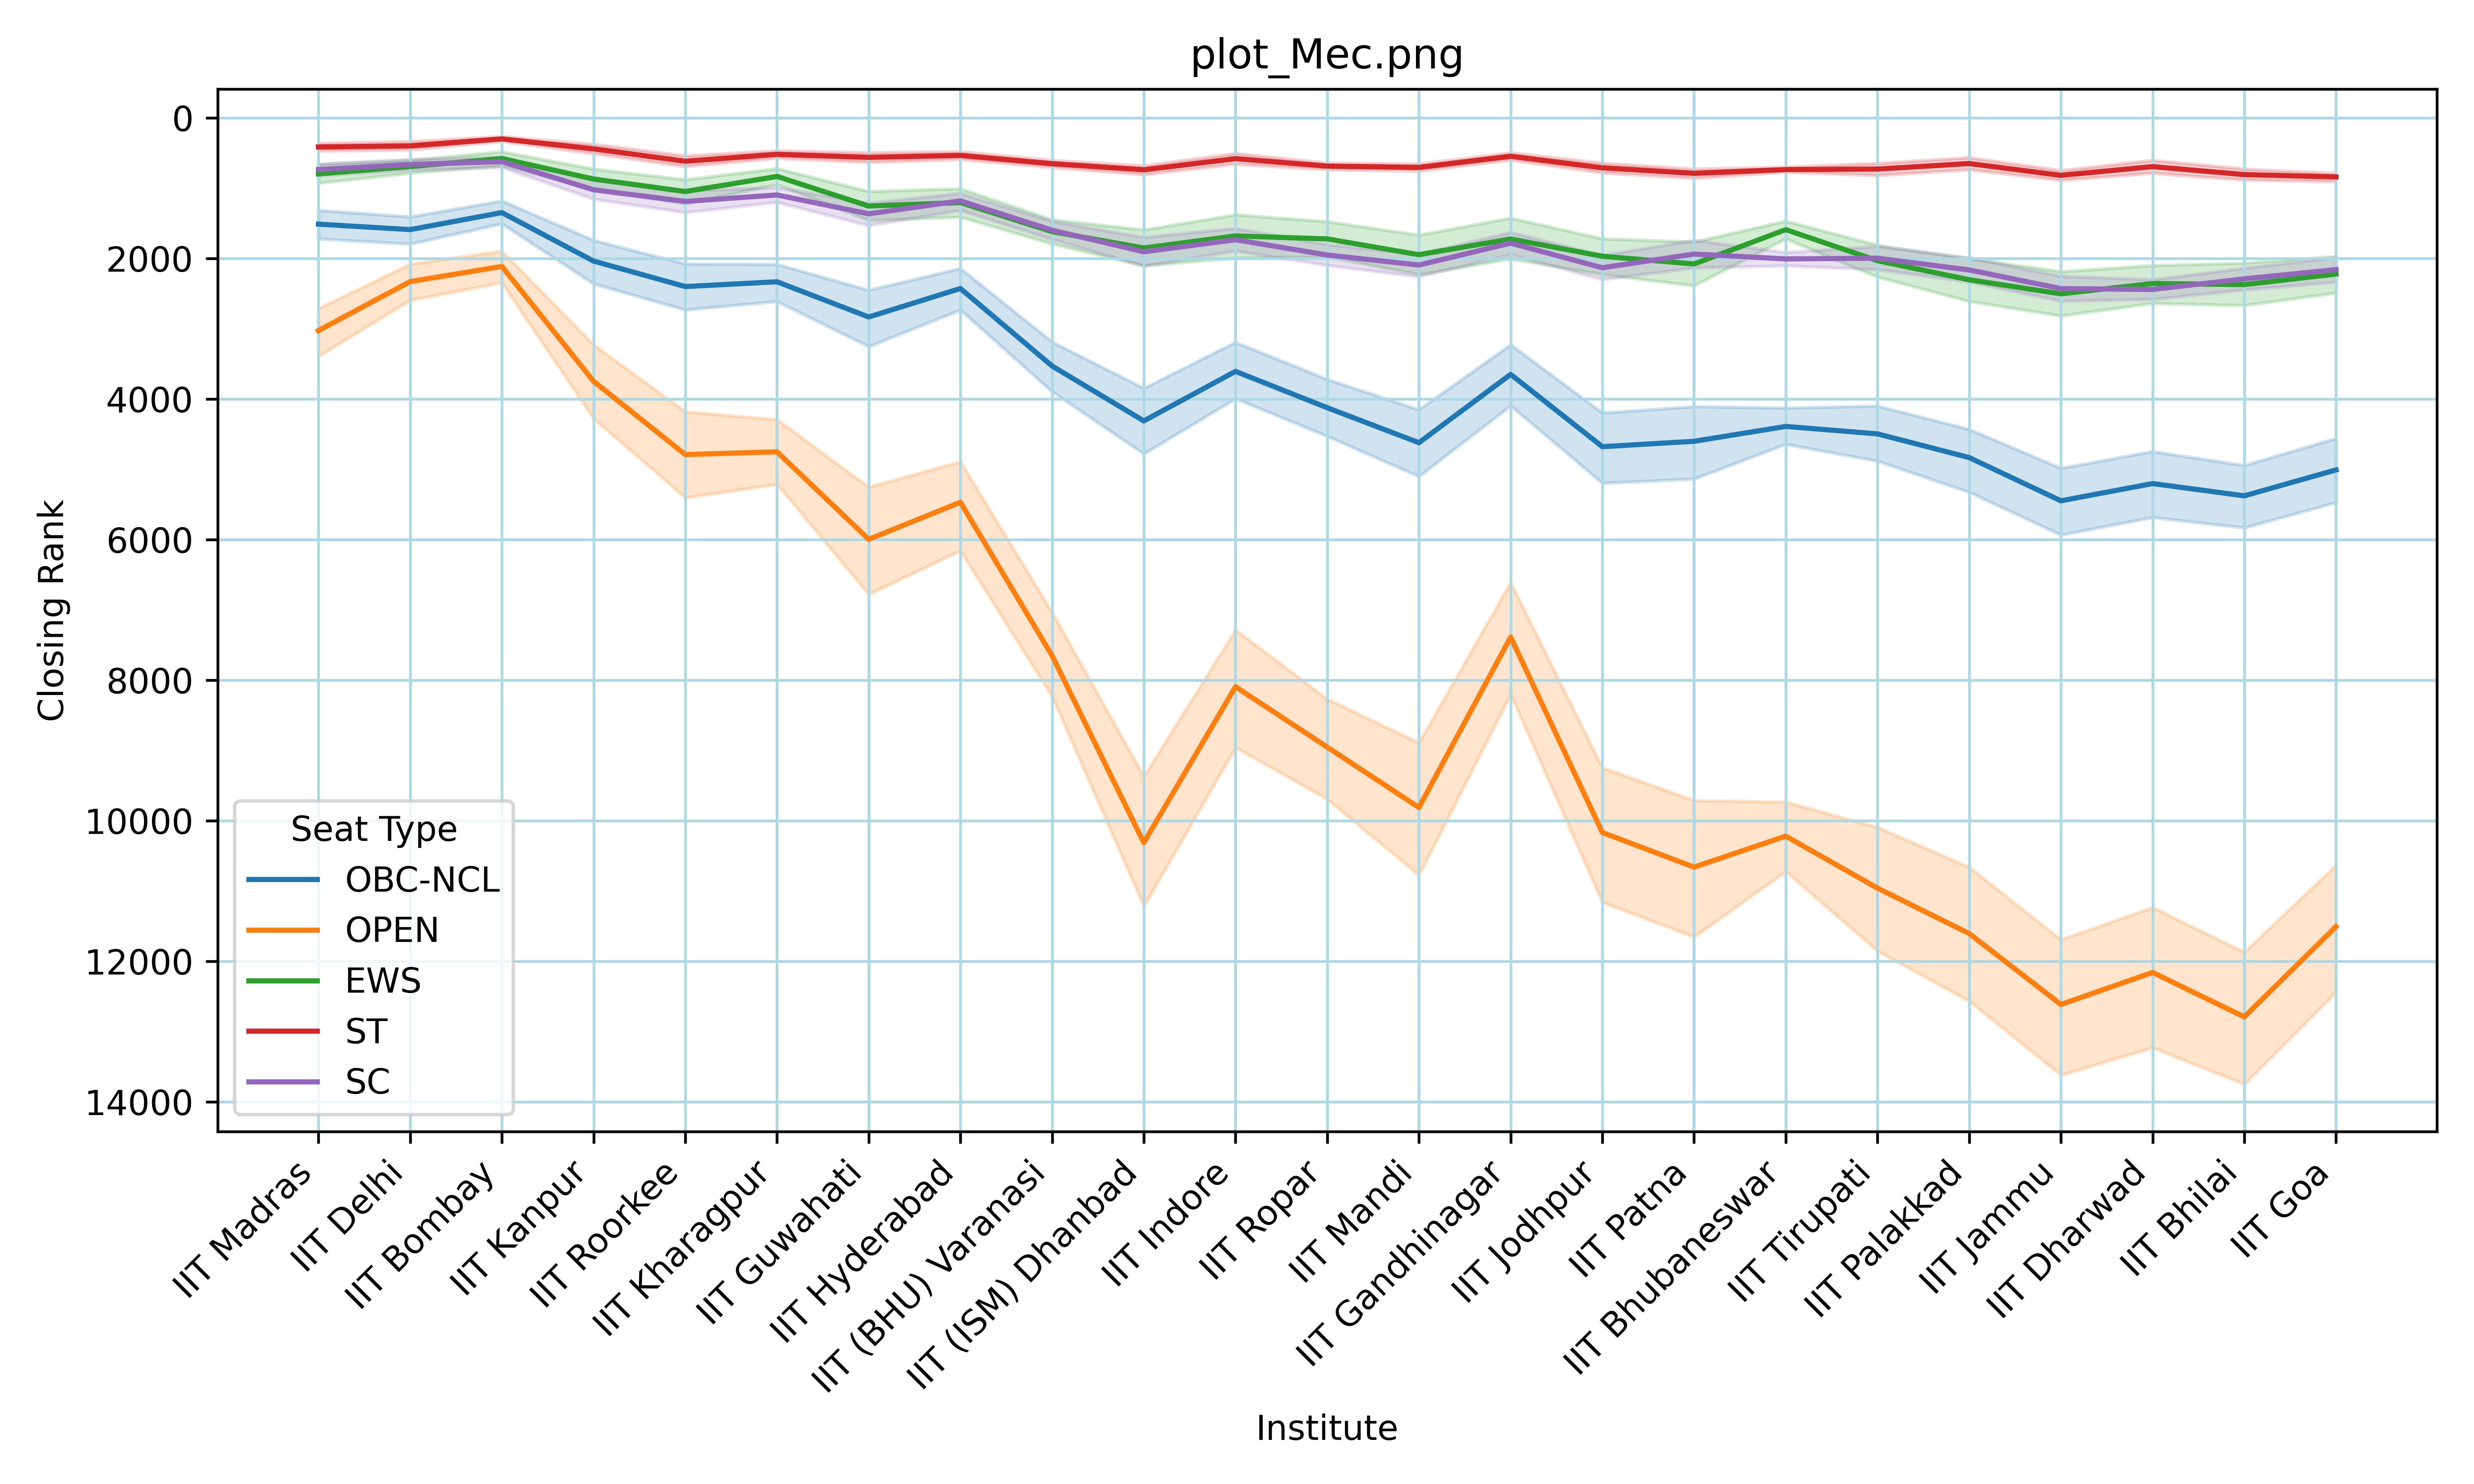 plot_Mec.png
Closing Rank
0
2000
4000
6000
8000
10000
12000
14000
Seat Type
OBC-NCL
OPEN
EWS
ST
SC
IIT Madras
IIT Delhi
IIT Bombay
IIT Kanpur
IIT Roorkee
IIT Kharagpur
IIT Guwahati
IIT Hyderabad
IIT (BHU) Varanasi
IIT (ISM) Dhanbad
IIT Indore
IIT Ropar
IIT Mandi
IIT Gandhinagar
IIT Jodhpur
IIT Patna
IIT Bhubaneswar
IIT Tirupati
IIT Palakkad
IIT Jammu
IIT Dharwad
IIT Bhilai
IIT Goa
Institute